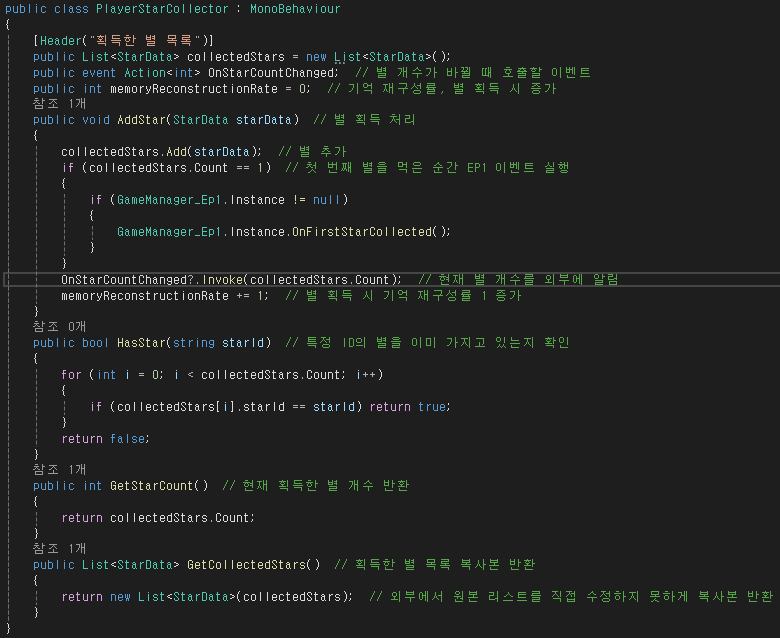 public class PlayerStarCollector : MonoBehaviour
{
[Header("획득한 별 목록")]
public List<StarData> collectedStars = new List<StarData>();
public event Action<int> OnStarCountChanged; // 별 개수가 바뀔 때 호출할 이벤트
public int memoryReconstructionRate = 0; // 기억 재구성률, 별 획득 시 증가
참조 1개
public void AddStar(StarData starData) // 별 획득 처리
{
collectedStars.Add(starData); // 별 추가
if (collectedStars.Count == 1) // 첫 번째 별을 먹은 순간 EP1 이벤트 실행
{
if (GameManager_Ep1.Instance != null)
{
GameManager_Ep1.Instance.OnFirstStarCollected();
}
}
OnStarCountChanged?.Invoke(collectedStars.Count); // 현재 별 개수를 외부에 알림
memoryReconstructionRate += 1; // 별 획득 시 기억 재구성률 1 증가
}
참조 0개
public bool HasStar(string starId) // 특정 ID의 별을 이미 가지고 있는지 확인
{
for (int i = 0; i < collectedStars.Count; i++)
{
if (collectedStars[i].starId == starId) return true;
}
return false;
}
참조 1개
public int GetStarCount() // 현재 획득한 별 개수 반환
{
return collectedStars.Count;
}
참조 1개
public List<StarData> GetCollectedStars() // 획득한 별 목록 복사본 반환
{
return new List<StarData>(collectedStars); // 외부에서 원본 리스트를 직접 수정하지 못하게 복사본 반환
}
}